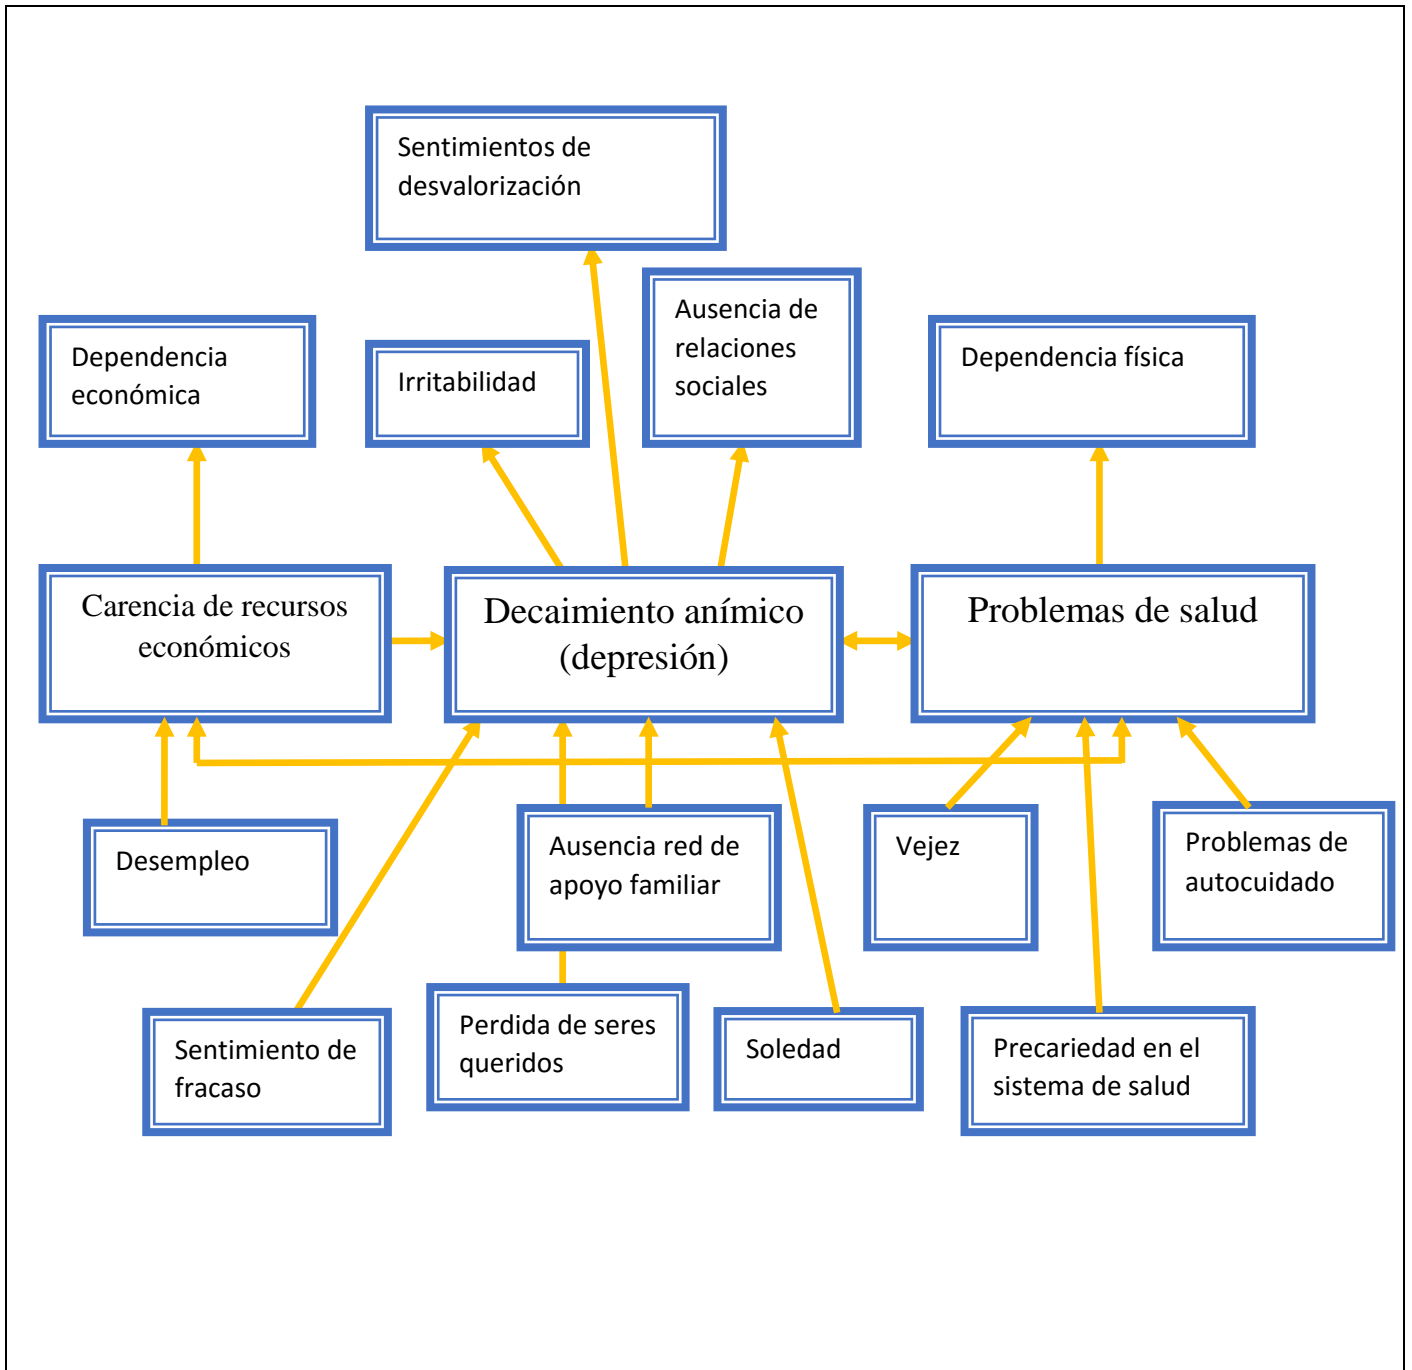 Sentimientos de
desvalorización
Ausencia de
relaciones
sociales
Dependencia
económica
Irritabilidad
Dependencia física
Carencia de recursos
económicos
Decaimiento anímico
(depresión)
Problemas de salud
Desempleo
Ausencia red de
apoyo familiar
Vejez
Problemas de
autocuidado
Sentimiento de
fracaso
Perdida de seres
queridos
Soledad
Precariedad en el
sistema de salud